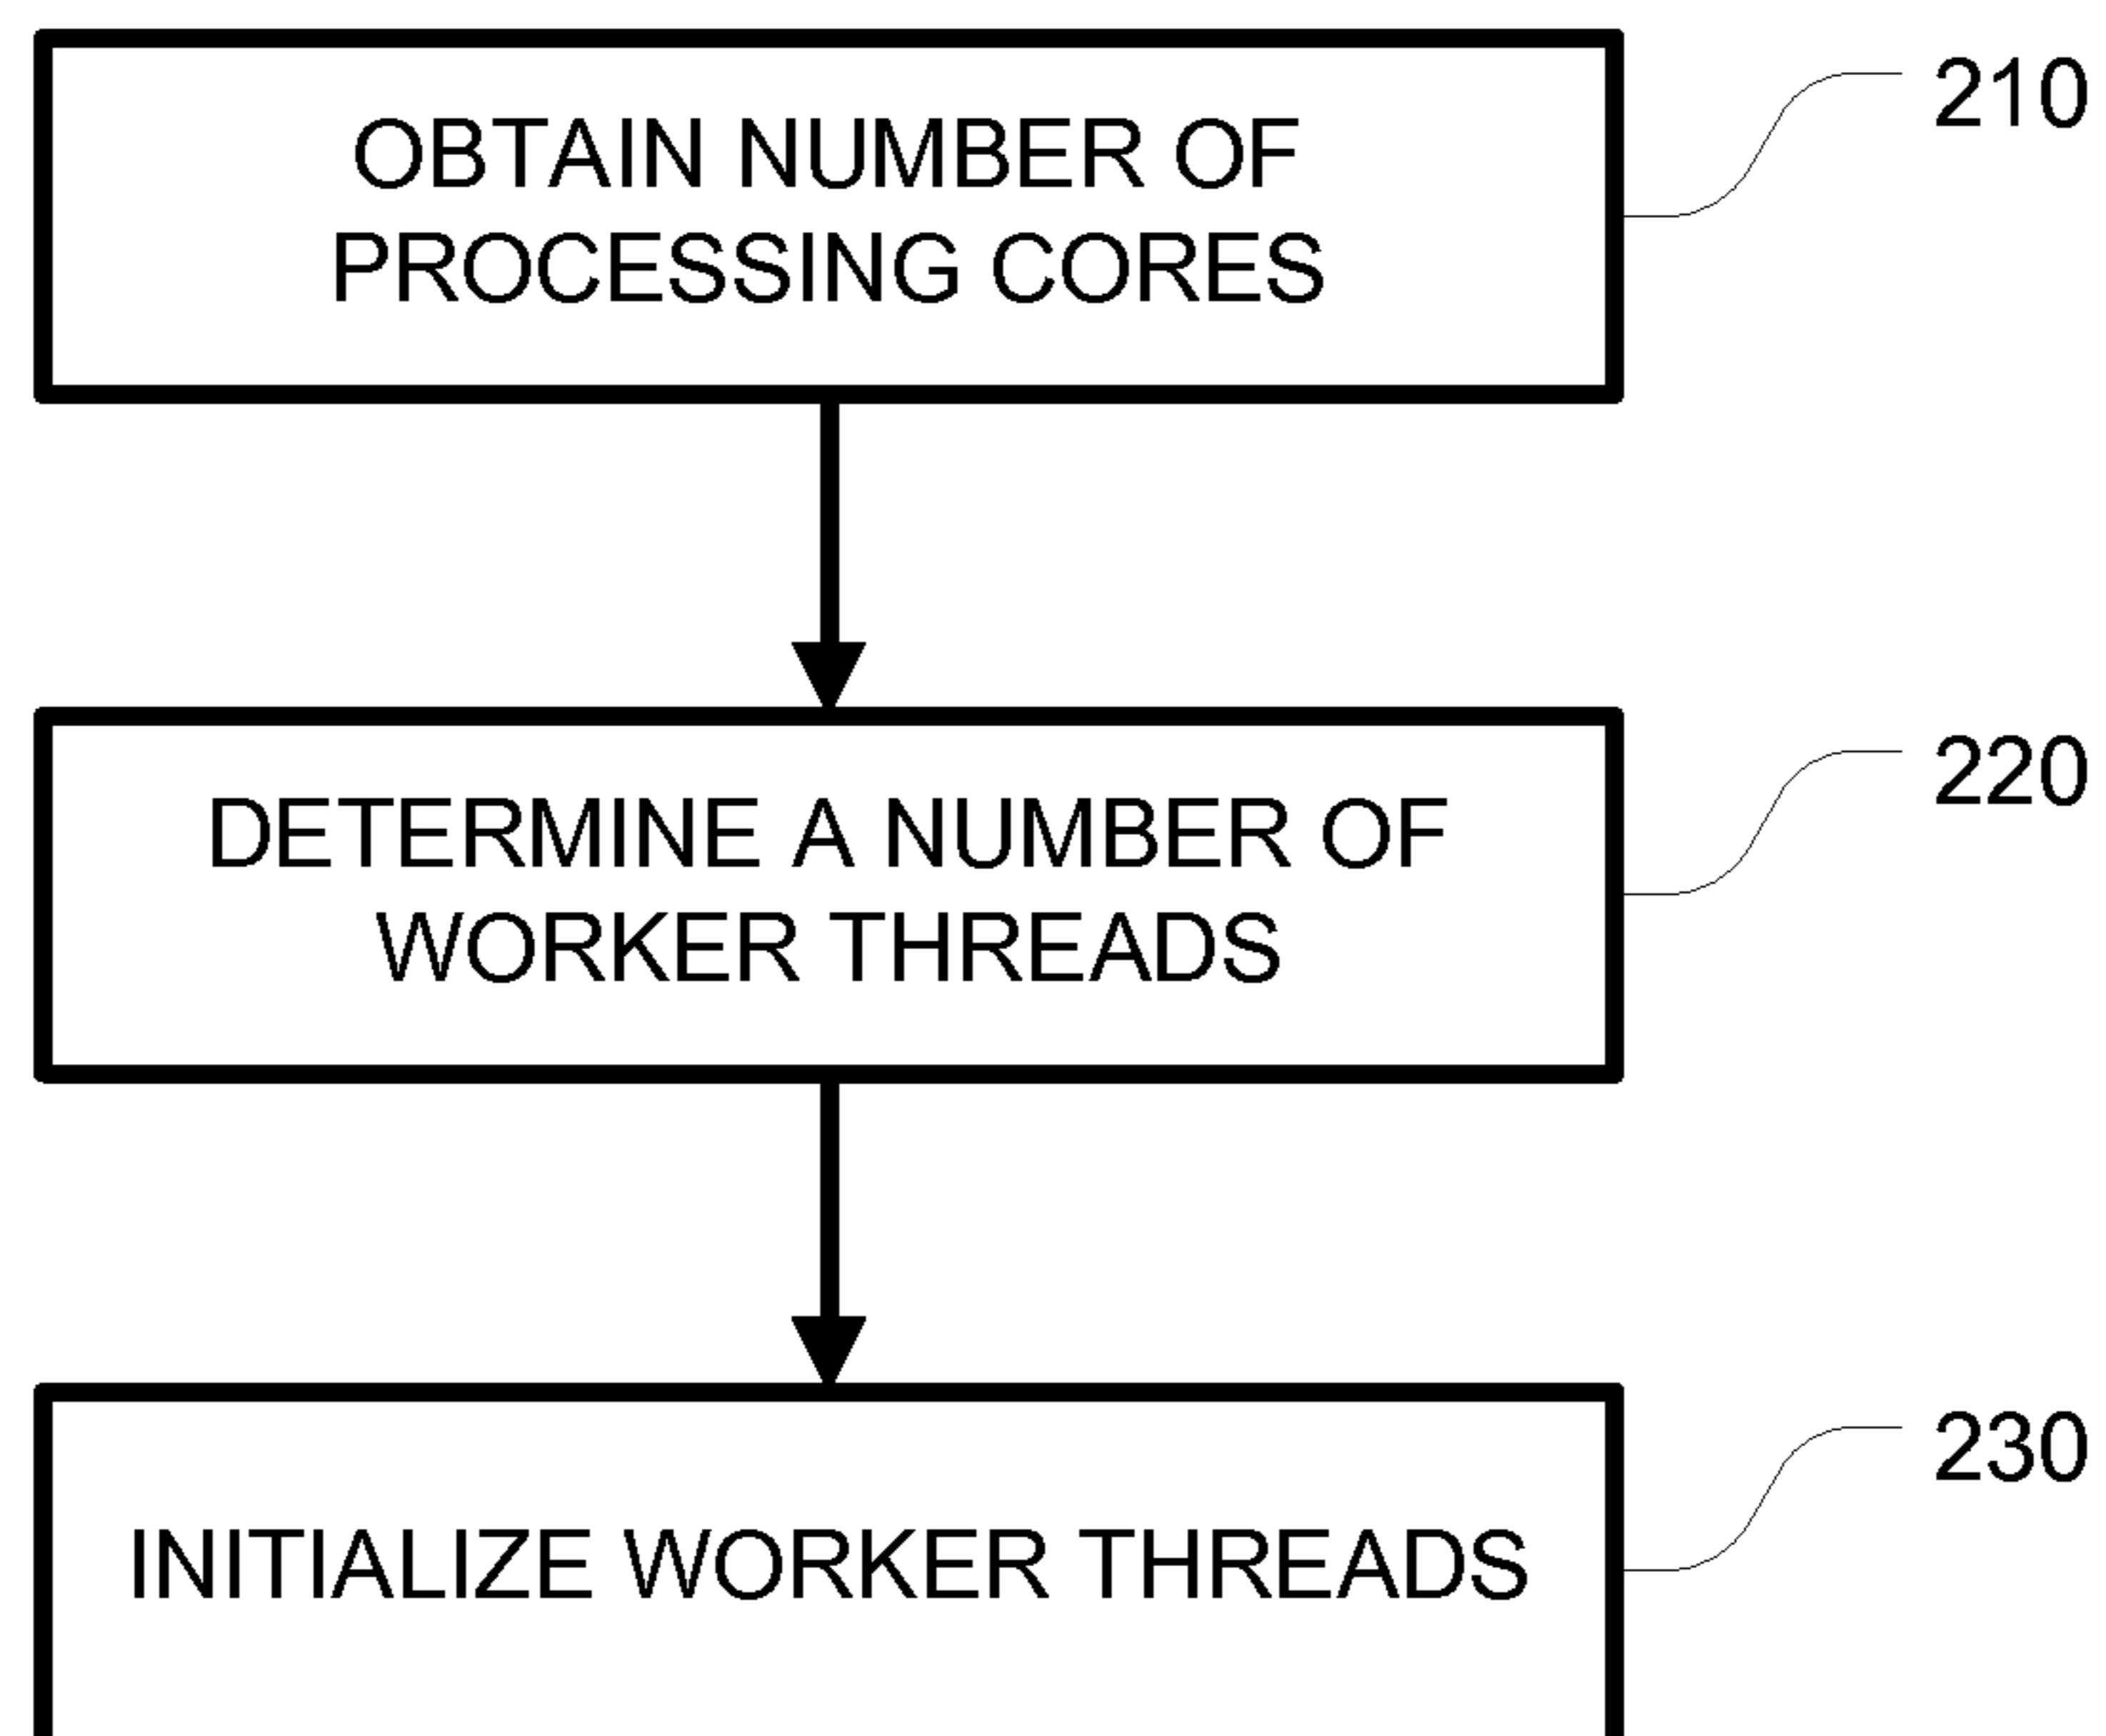 OBTAIN NUMBER OF
PROCESSING CORES
210
DETERMINE A NUMBER OF
WORKER THREADS
220
INITIALIZE WORKER THREADS
230